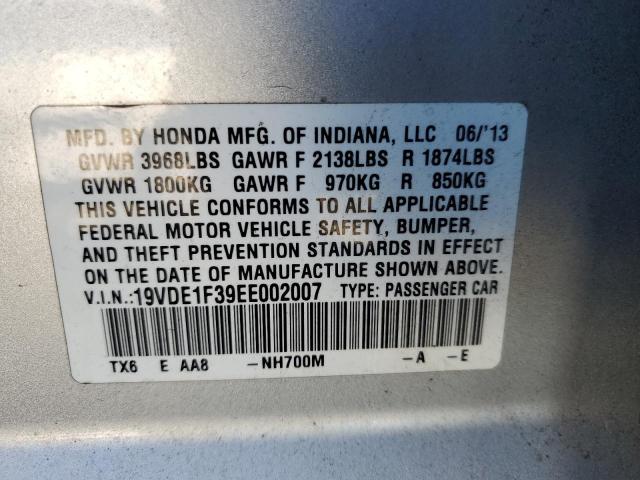 MFD. BY HONDA MFG. OF INDIANA, LLC 06/'13
GVWR 3968LBS GAWR F 2138LBS R 1874LBS
GVWR 1800KG GAWR F 970KG R 850KG
THIS VEHICLE CONFORMS TO ALL APPLICABLE
FEDERAL MOTOR VEHICLE SAFETY, BUMPER,
AND THEFT PREVENTION STANDARDS IN EFFECT
ON THE DATE OF MANUFACTURE SHOWN ABOVE.
V.I.N.:19VDE1F39EE002007 TYPE: PASSENGER CAR
TX6 E AA8 -NH700M -A -E